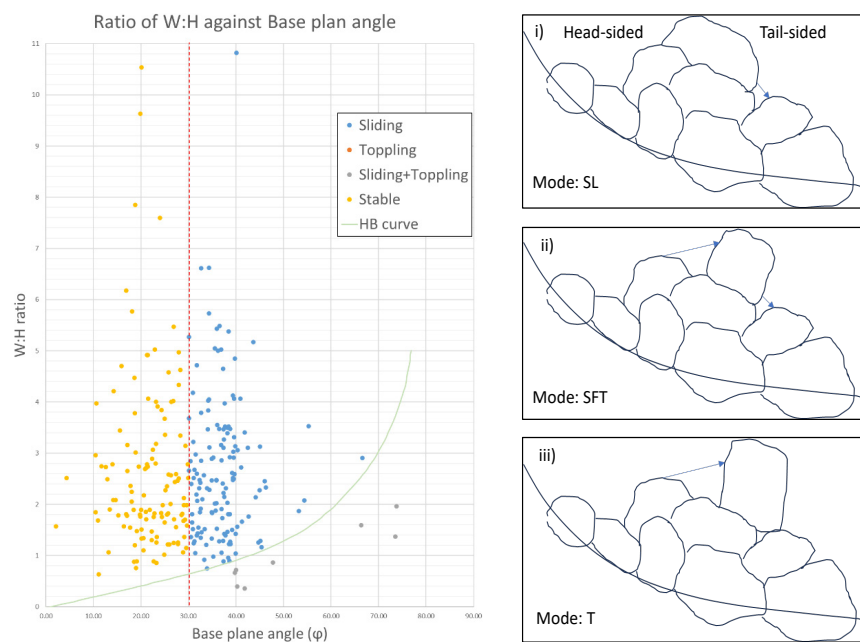 Ratio of W:H against Base plan angle
W:H ratio
11
10
9
8
7
6
5
4
3
2
1
0
0.00 10.00 20.00 30.00 40.00 50.00 60.00 70.00 80.00 90.00
Base plane angle (φ)
Sliding
Toppling
Sliding+Toppling
Stable
HB curve
i) Head-sided Tail-sided
Mode: SL
ii)
Mode: SFT
iii)
Mode: T